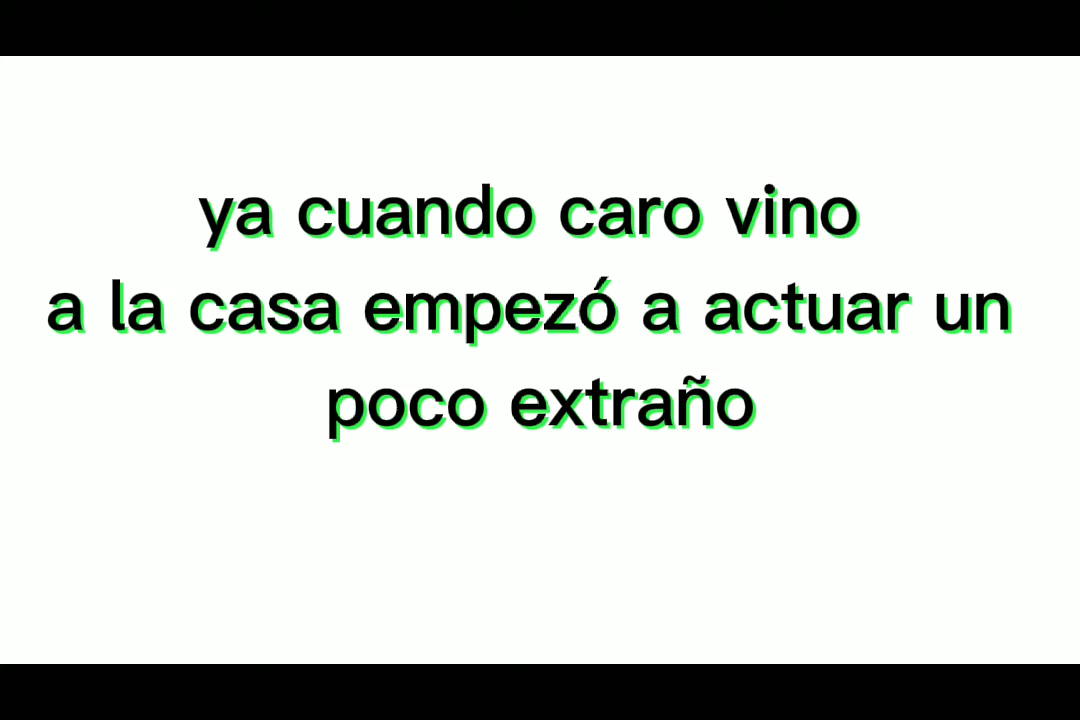 ya cuando caro vino
a la casa empezó a actuar un
poco extraño